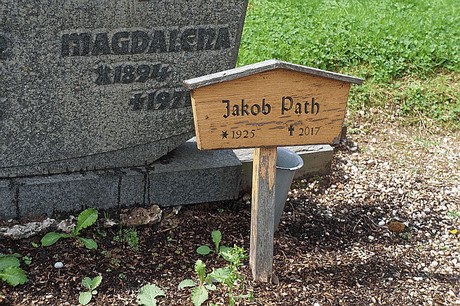 MAGDALENA
*1894
Jakob Path
*1925 ✝2017